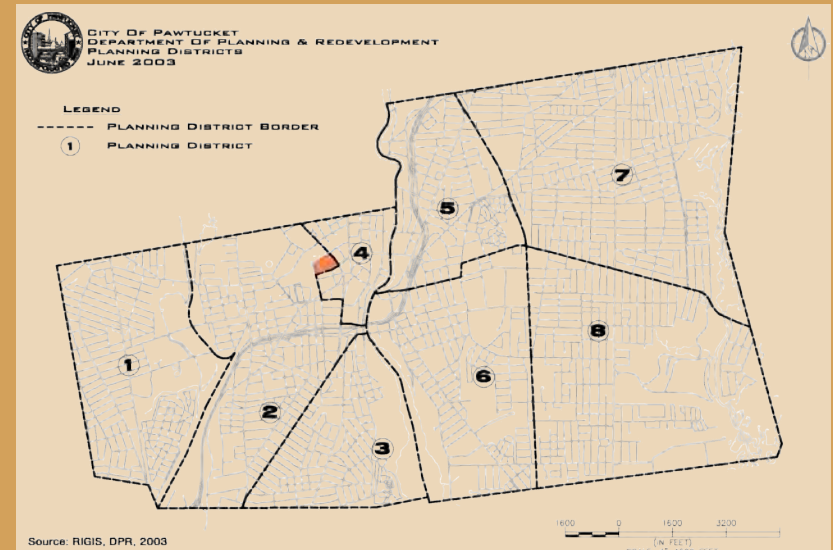 CITY OF PAWTUCKET
DEPARTMENT OF PLANNING & REDEVELOPMENT
PLANNING DISTRICTS
JUNE 2003
LEGEND
PLANNING DISTRICT BORDER
1 PLANNING DISTRICT
7
5
4
8
1
6
2
3
1600 0 1600 3200
(IN FEET)
Source: RIGIS, DPR, 2003